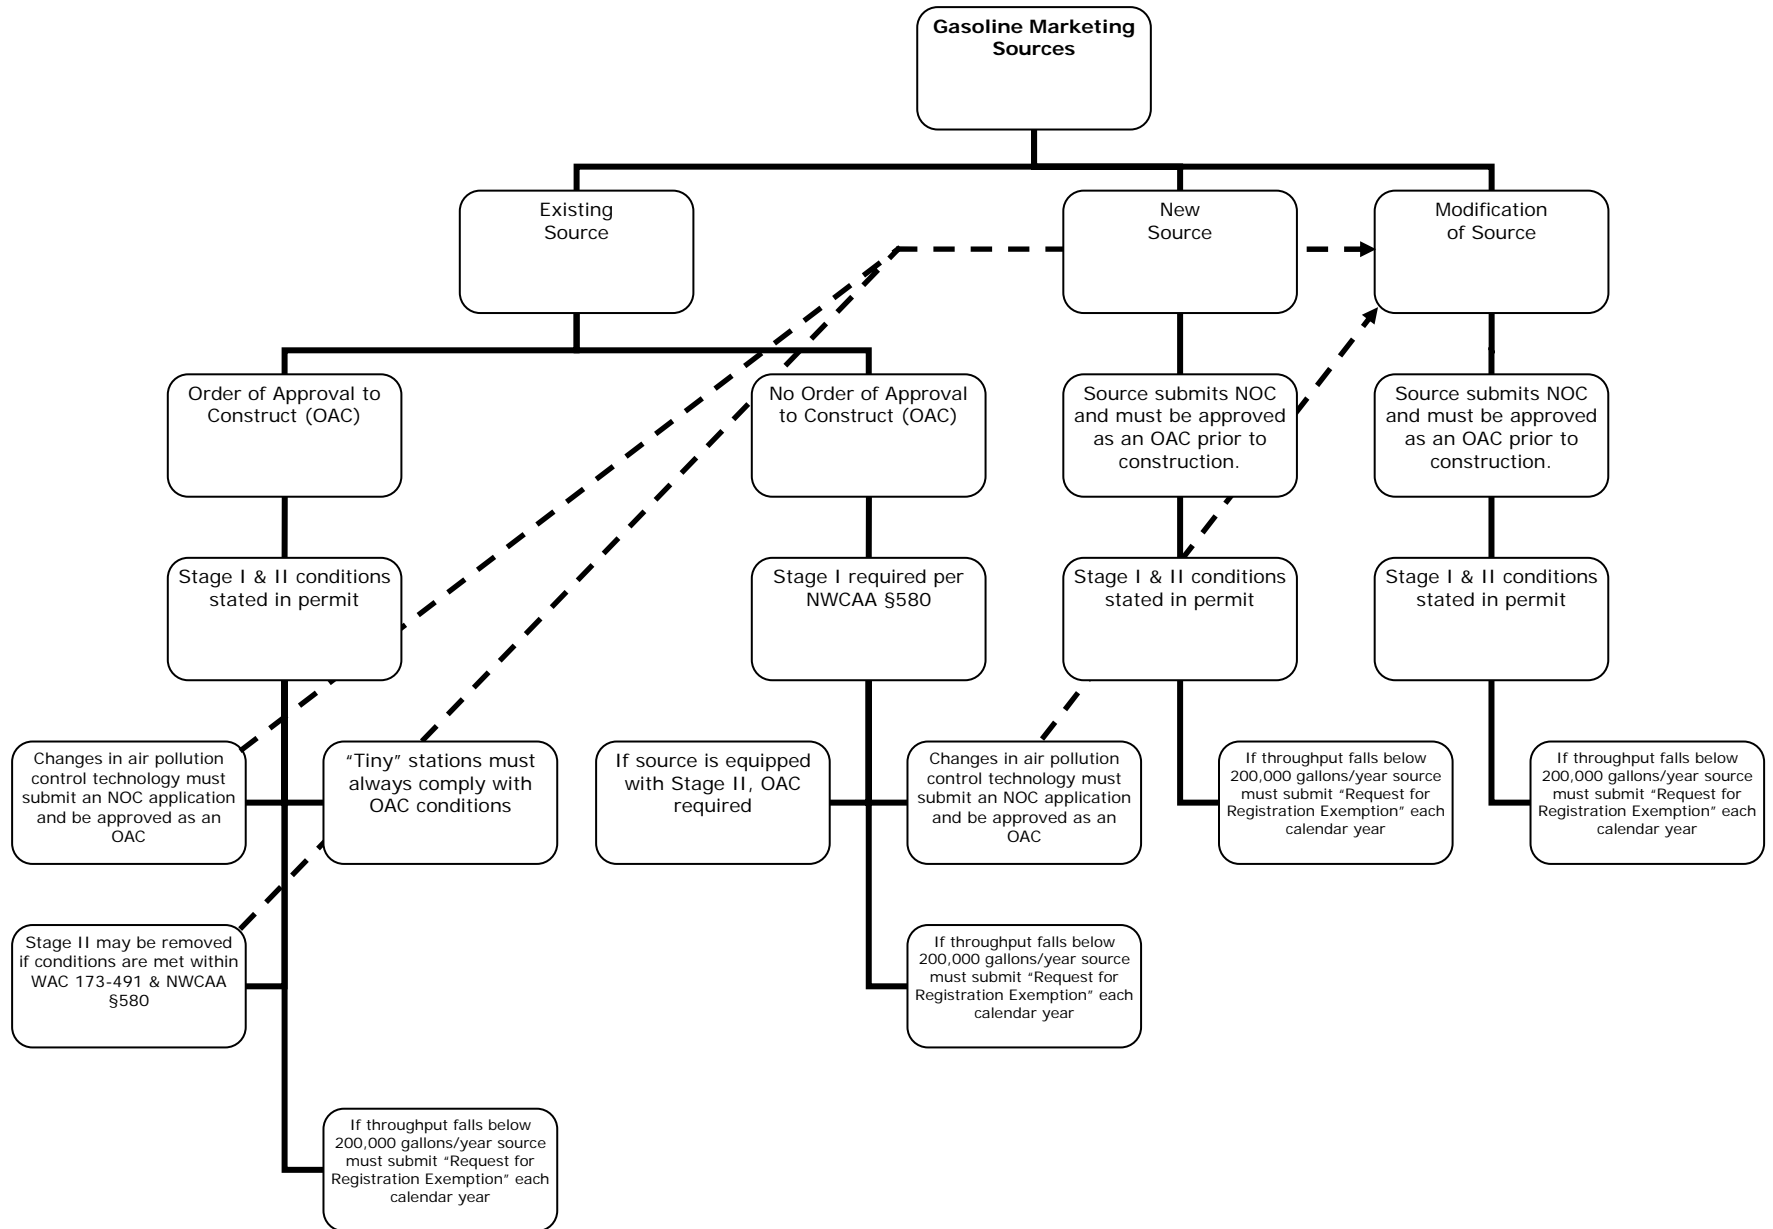 Gasoline Marketing
Sources
Existing
Source
New
Source
Modification
of Source
Order of Approval to
Construct (OAC)
No Order of Approval
to Construct (OAC)
Source submits NOC
and must be approved
as an OAC prior to
construction.
Source submits NOC
and must be approved
as an OAC prior to
construction.
Stage I & II conditions
stated in permit
Stage I required per
NWCAA §580
Stage I & II conditions
stated in permit
Stage I & II conditions
stated in permit
Changes in air pollution
control technology must
submit an NOC application
and be approved as an
OAC
"Tiny" stations must
always comply with
OAC conditions
If source is equipped
with Stage II, OAC
required
Changes in air pollution
control technology must
submit an NOC application
and be approved as an
OAC
If throughput falls below
200,000 gallons/year source
must submit "Request for
Registration Exemption" each
calendar year
If throughput falls below
200,000 gallons/year source
must submit "Request for
Registration Exemption" each
calendar year
Stage II may be removed
if conditions are met within
WAC 173-491 & NWCAA
§580
If throughput falls below
200,000 gallons/year source
must submit "Request for
Registration Exemption" each
calendar year
If throughput falls below
200,000 gallons/year source
must submit "Request for
Registration Exemption" each
calendar year